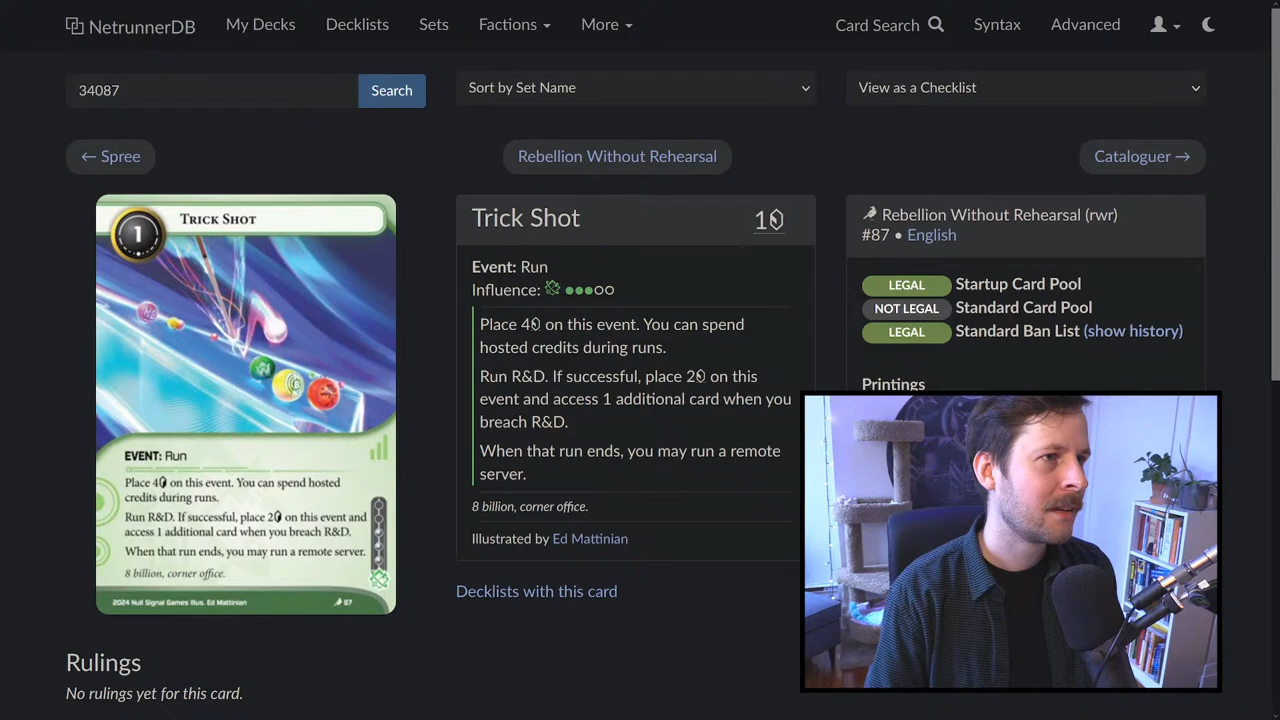 NetrunnerDB My Decks Decklists Sets Factions More Card Search Syntax Advanced
34087 Search Sort by Set Name View as a Checklist
← Spree Rebellion Without Rehearsal Cataloguer →
1 TRICK SHOT
EVENT: Run
Place 4 on this event. You can spend hosted
credits during runs.
Run R&D. If successful, place 2 on this event and
access 1 additional card when you breach R&D.
When that run ends, you may run a remote server.
8 billion, corner office.
2024 Null Signal Games Illus. Ed Mattinian 87
Trick Shot 1
Event: Run
Influence:
Place 4 on this event. You can spend
hosted credits during runs.
Run R&D. If successful, place 2 on this
event and access 1 additional card when you
breach R&D.
When that run ends, you may run a remote
server.
8 billion, corner office.
Illustrated by Ed Mattinian
Decklists with this card
Rebellion Without Rehearsal (rwr)
#87 • English
LEGAL Startup Card Pool
NOT LEGAL Standard Card Pool
LEGAL Standard Ban List (show history)
Printings
Rulings
No rulings yet for this card.